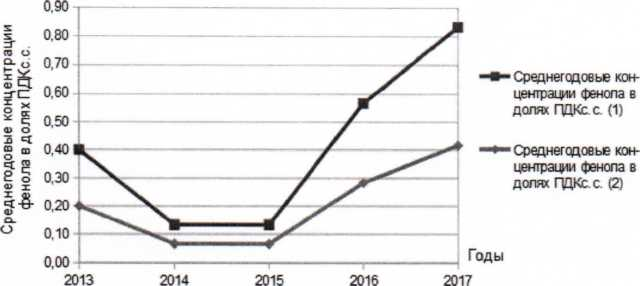 Среднегодовые концентрации
фенола в долях ПДКс.с.
0,90
0,80
0,70
0,60
0,50
0,40
0,30
0,20
0,10
0,00
2013
2014
2015
2016
2017
Годы
Среднегодовые кон-
центрации фенола в
долях ПДКс.с. (1)
Среднегодовые кон-
центрации фенола в
долях ПДКс.с. (2)